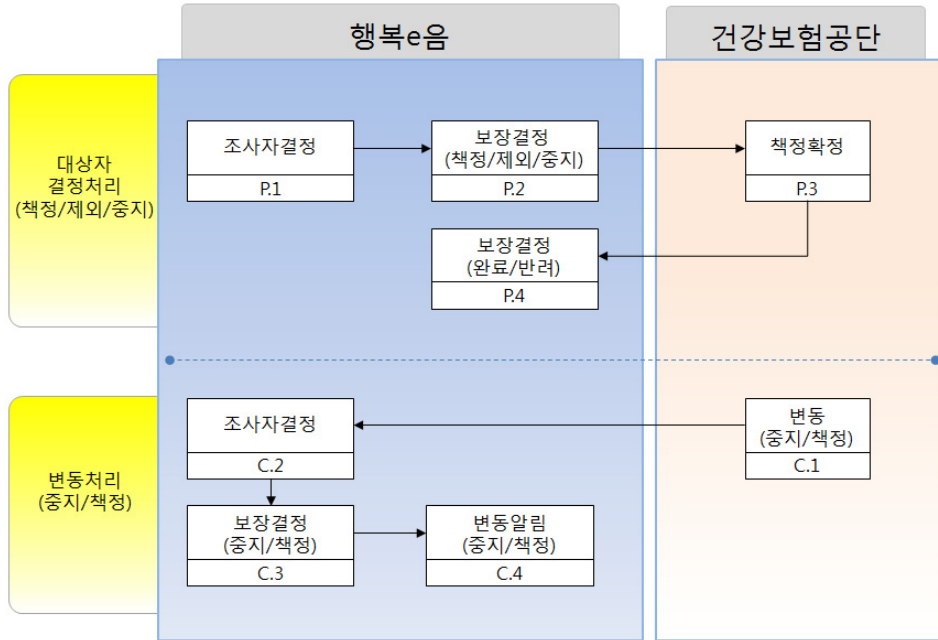 행복e음
건강보험공단
대상자
결정처리
(책정/제외/중지)
조사자결정
P.1
보장결정
(책정/제외/중지)
P.2
책정확정
P.3
보장결정
(완료/반려)
P.4
변동처리
(중지/책정)
변동
(중지/책정)
C.1
조사자결정
C.2
보장결정
(중지/책정)
C.3
변동알림
(중지/책정)
C.4